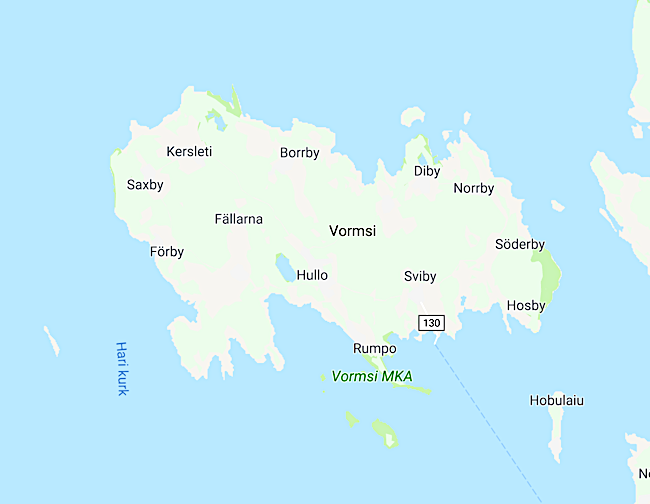 Kersleti
Borrby
Diby
Saxby
Norrby
Fällarna
Vormsi
Förby
Söderby
Hullo
Sviby
Hosby
130
Rumpo
Hari kurk
Vormsi MKA
Hobulaiu